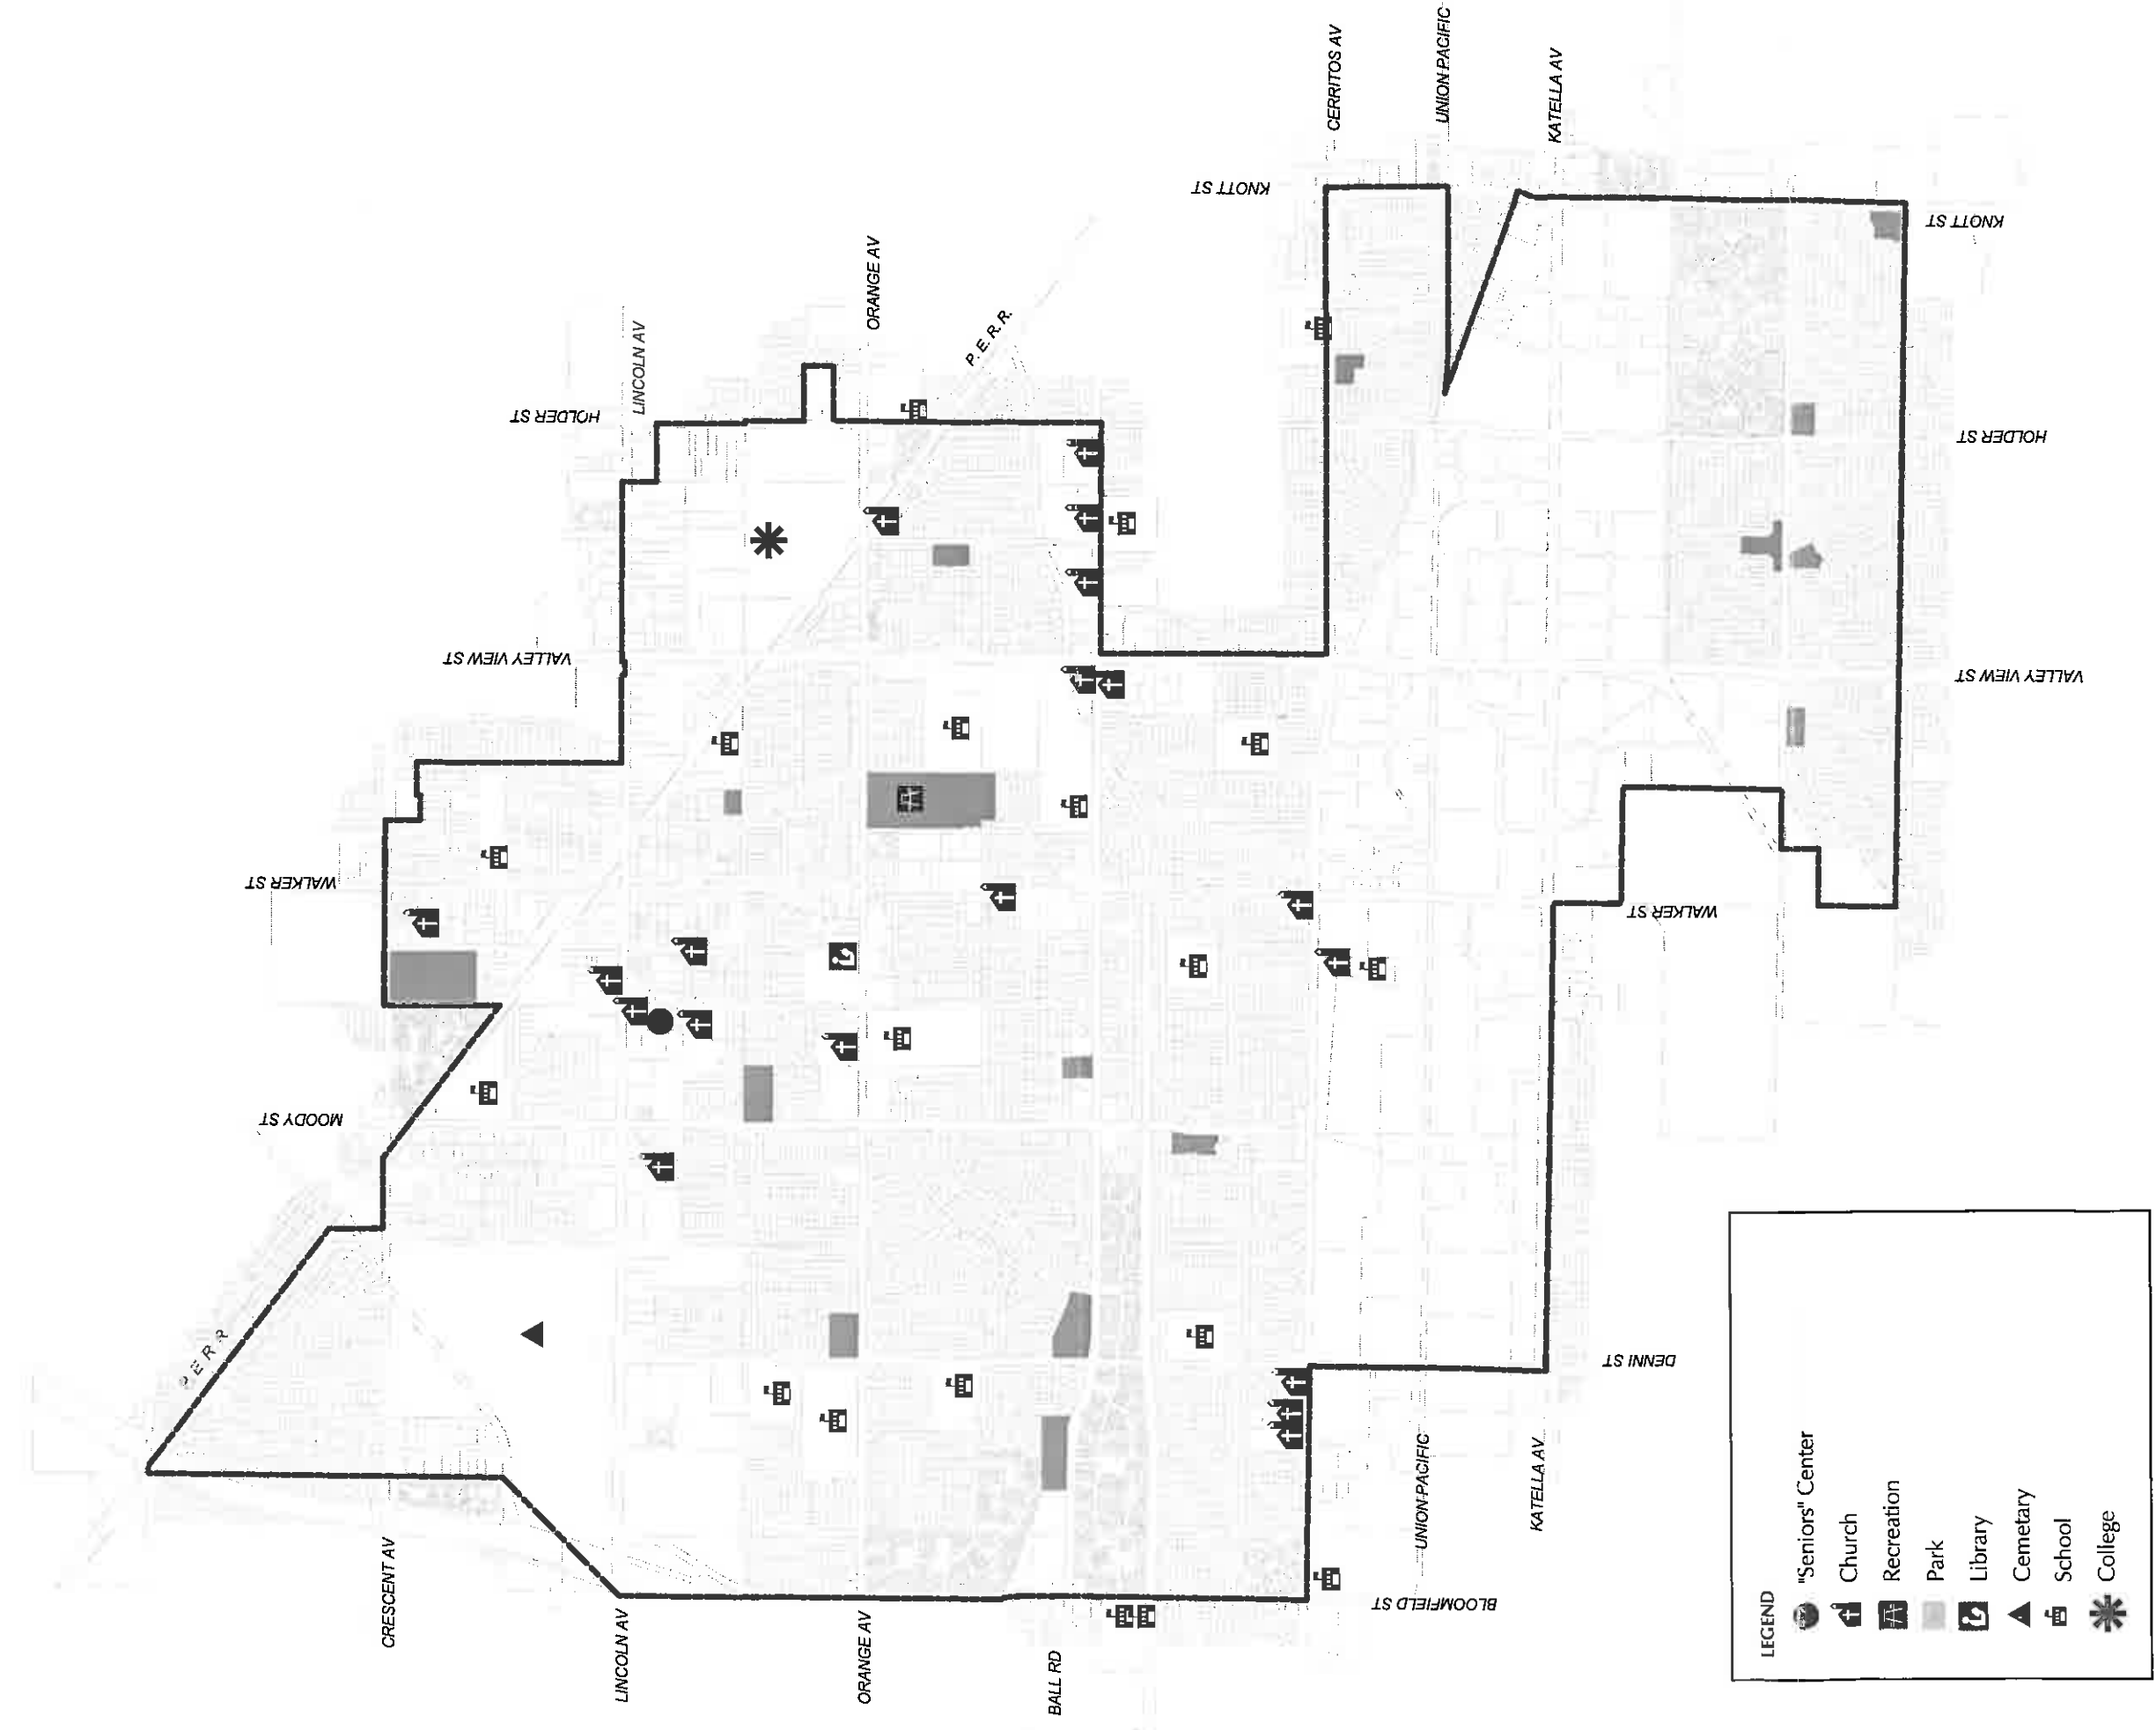 CERRITOS AV
UNION PACIFIC
KATELLA AV
KNOTT ST
KNOTT ST
ORANGE AV
LINCOLN AV
P.E.R.R.
HOLDER ST
HOLDER ST
VALLEY VIEW ST
VALLEY VIEW ST
WALKER ST
WALKER ST
MOODY ST
P.E.R.R
DENNI ST
CRESCENT AV
LINCOLN AV
ORANGE AV
BALL RD
BLOOMFIELD ST
UNION PACIFIC
KATELLA AV
LEGEND
"Seniors" Center
Church
Recreation
Park
Library
Cemetary
School
College